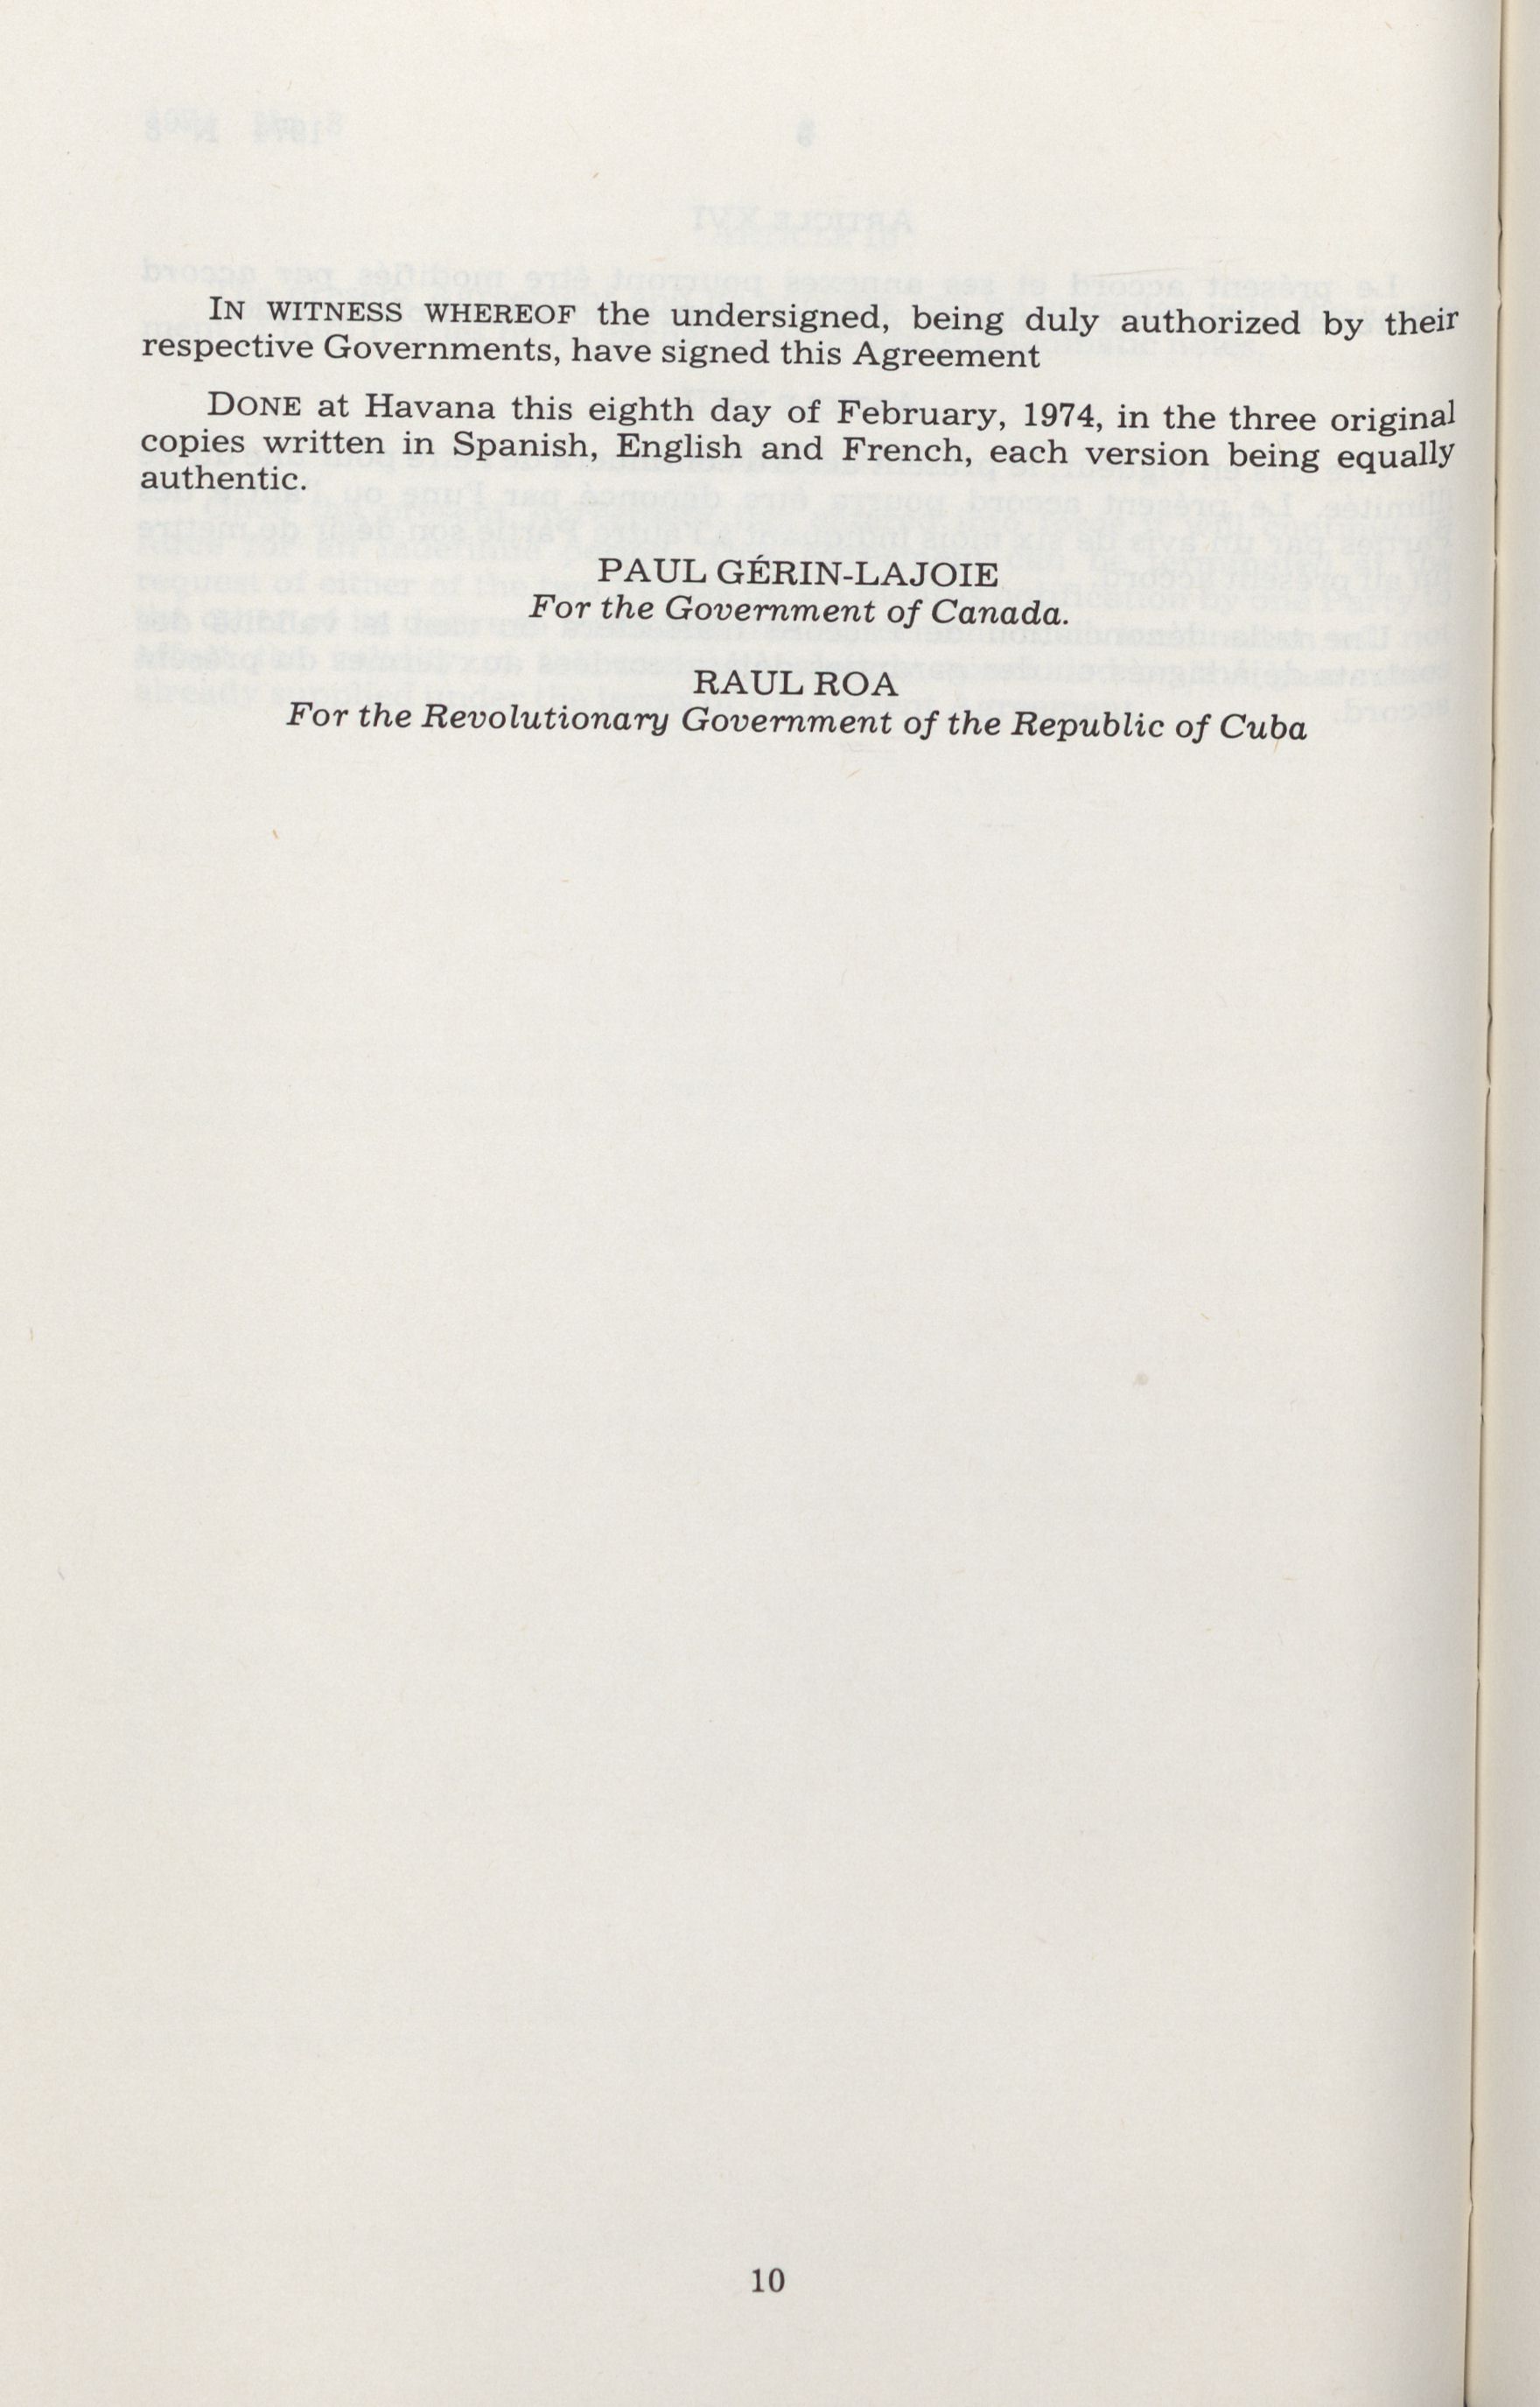 IN WITNESS WHEREOF the undersigned, being duly authorized by their
respective Governments, have signed this Agreement
DONE at Havana this eighth day of February, 1974, in the three original
copies written in Spanish, English and French, each version being equally
authentic.
PAUL GÉRIN-LAJOIE
For the Government of Canada.
RAUL ROA
For the Revolutionary Government of the Republic of Cuba
10